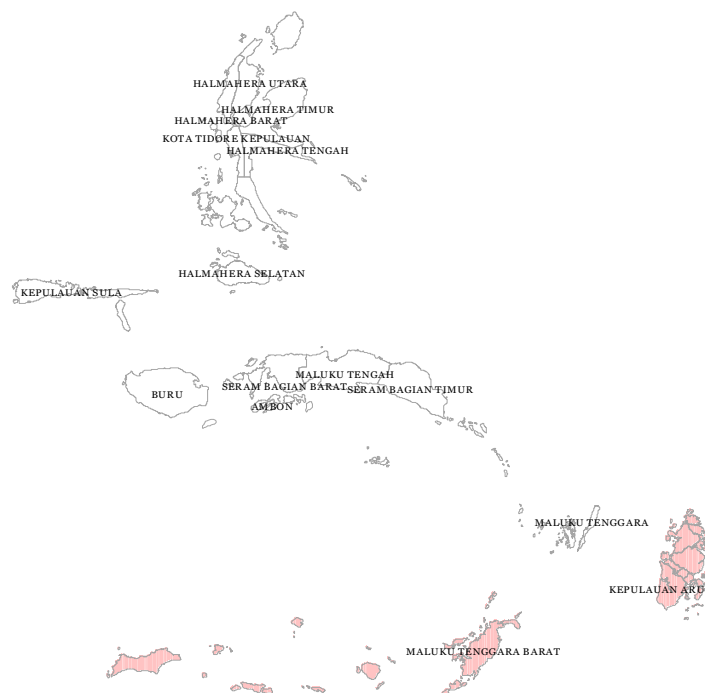 HALMAHERA UTARA
HALMAHERA TIMUR
HALMAHERA BARAT
KOTA TIDORE KEPULAUAN
HALMAHERA TENGAH
HALMAHERA SELATAN
KEPULAUAN SULA
MALUKU TENGAH
SERAM BAGIAN BARAT
SERAM BAGIAN TIMUR
BURU
AMBON
MALUKU TENGGARA
KEPULAUAN ARU
MALUKU TENGGARA BARAT